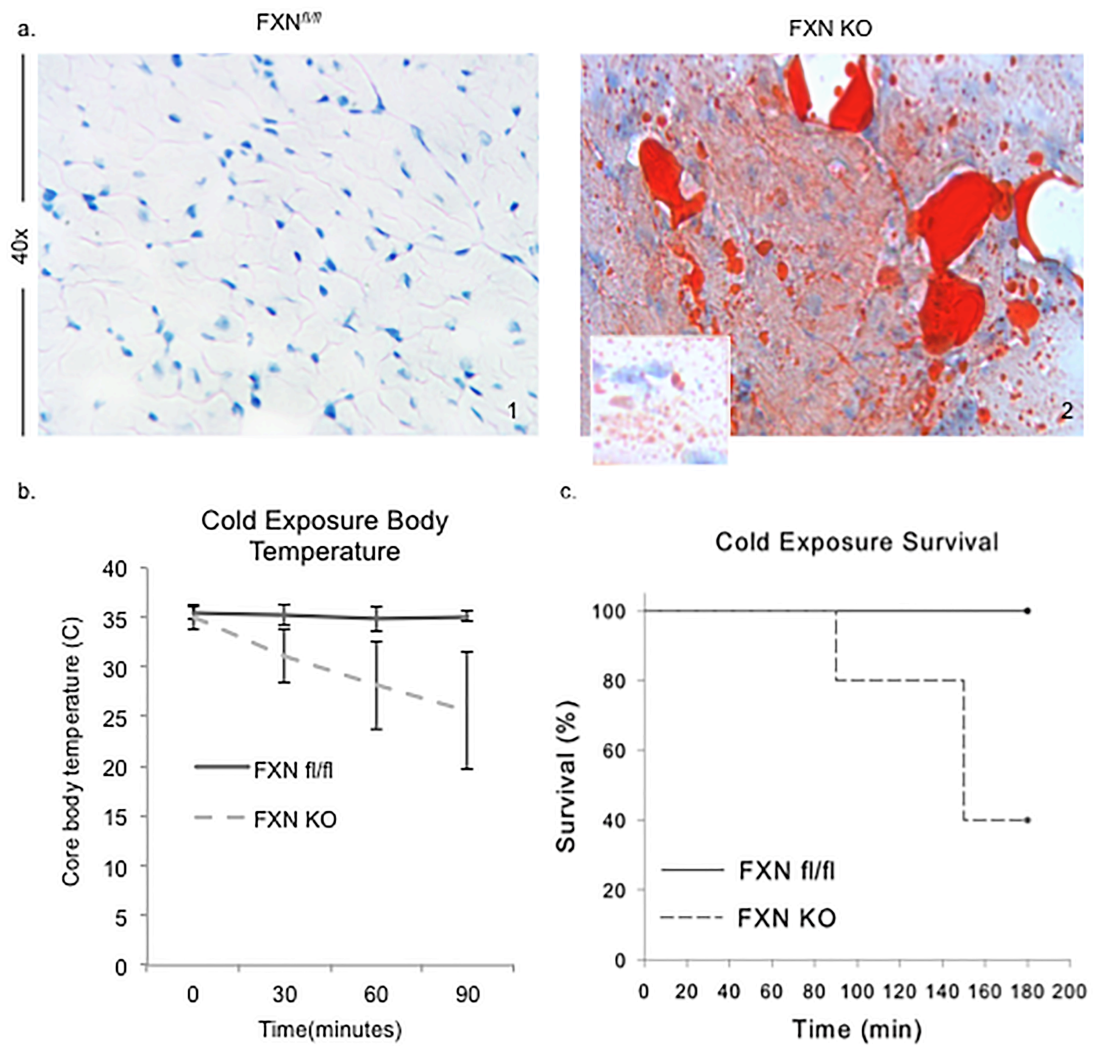 a.
FXNfl/fl
FXN KO
40x
1
2
b.
Cold Exposure Body
Temperature
Core body temperature (C)
40
35
30
25
20
15
10
5
0
FXN fl/fl
FXN KO
0 30 60 90
Time(minutes)
c.
Cold Exposure Survival
Survival (%)
100
80
60
40
20
0
FXN fl/fl
FXN KO
0 20 40 60 80 100 120 140 160 180 200
Time (min)